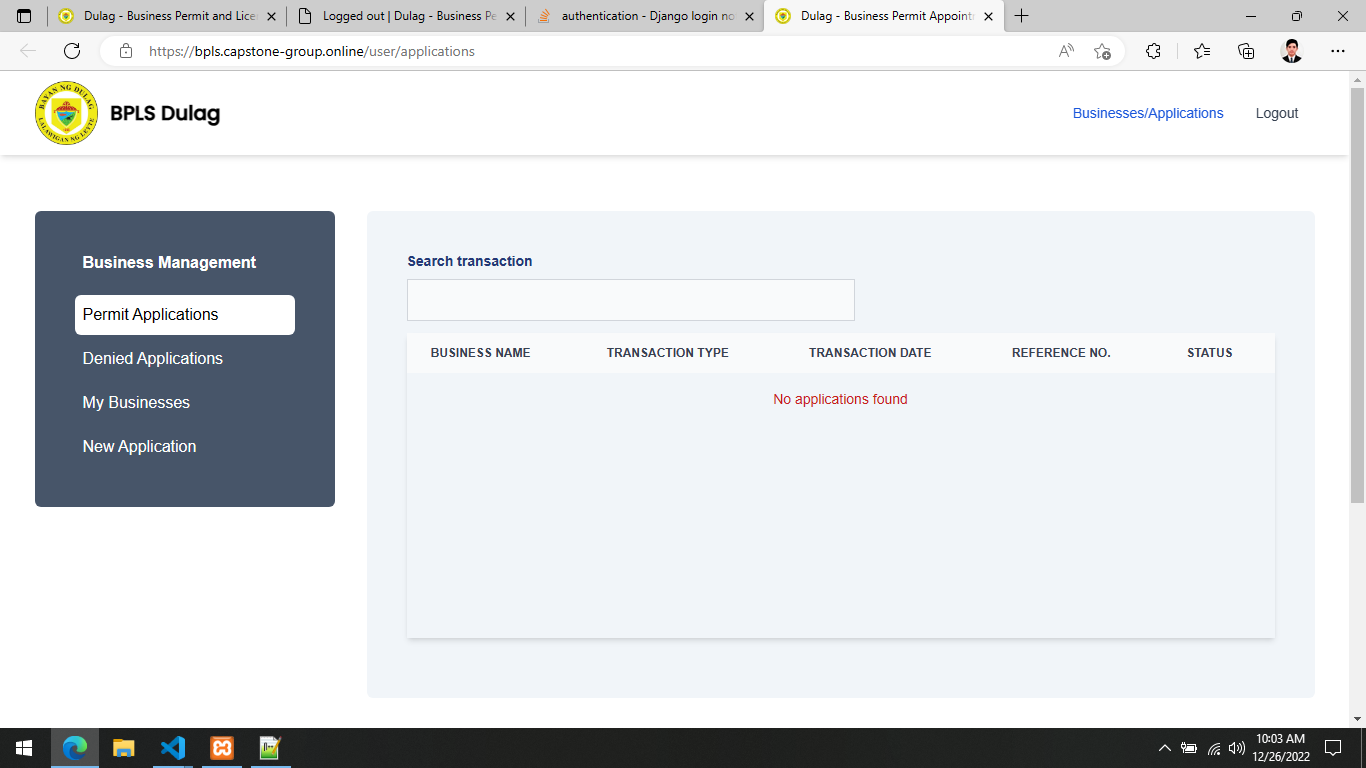 Dulag - Business Permit and Lice
Logged out | Dulag - Business Pe
authentication - Django login no
Dulag - Business Permit Appoint
https://bpls.capstone-group.online/user/applications
BAYAN NG DULAG
LALAWIGAN NG LEYTE
BPLS Dulag
Businesses/Applications
Logout
Business Management
Permit Applications
Denied Applications
My Businesses
New Application
Search transaction
BUSINESS NAME TRANSACTION TYPE TRANSACTION DATE REFERENCE NO. STATUS
No applications found
10:03 AM
12/26/2022